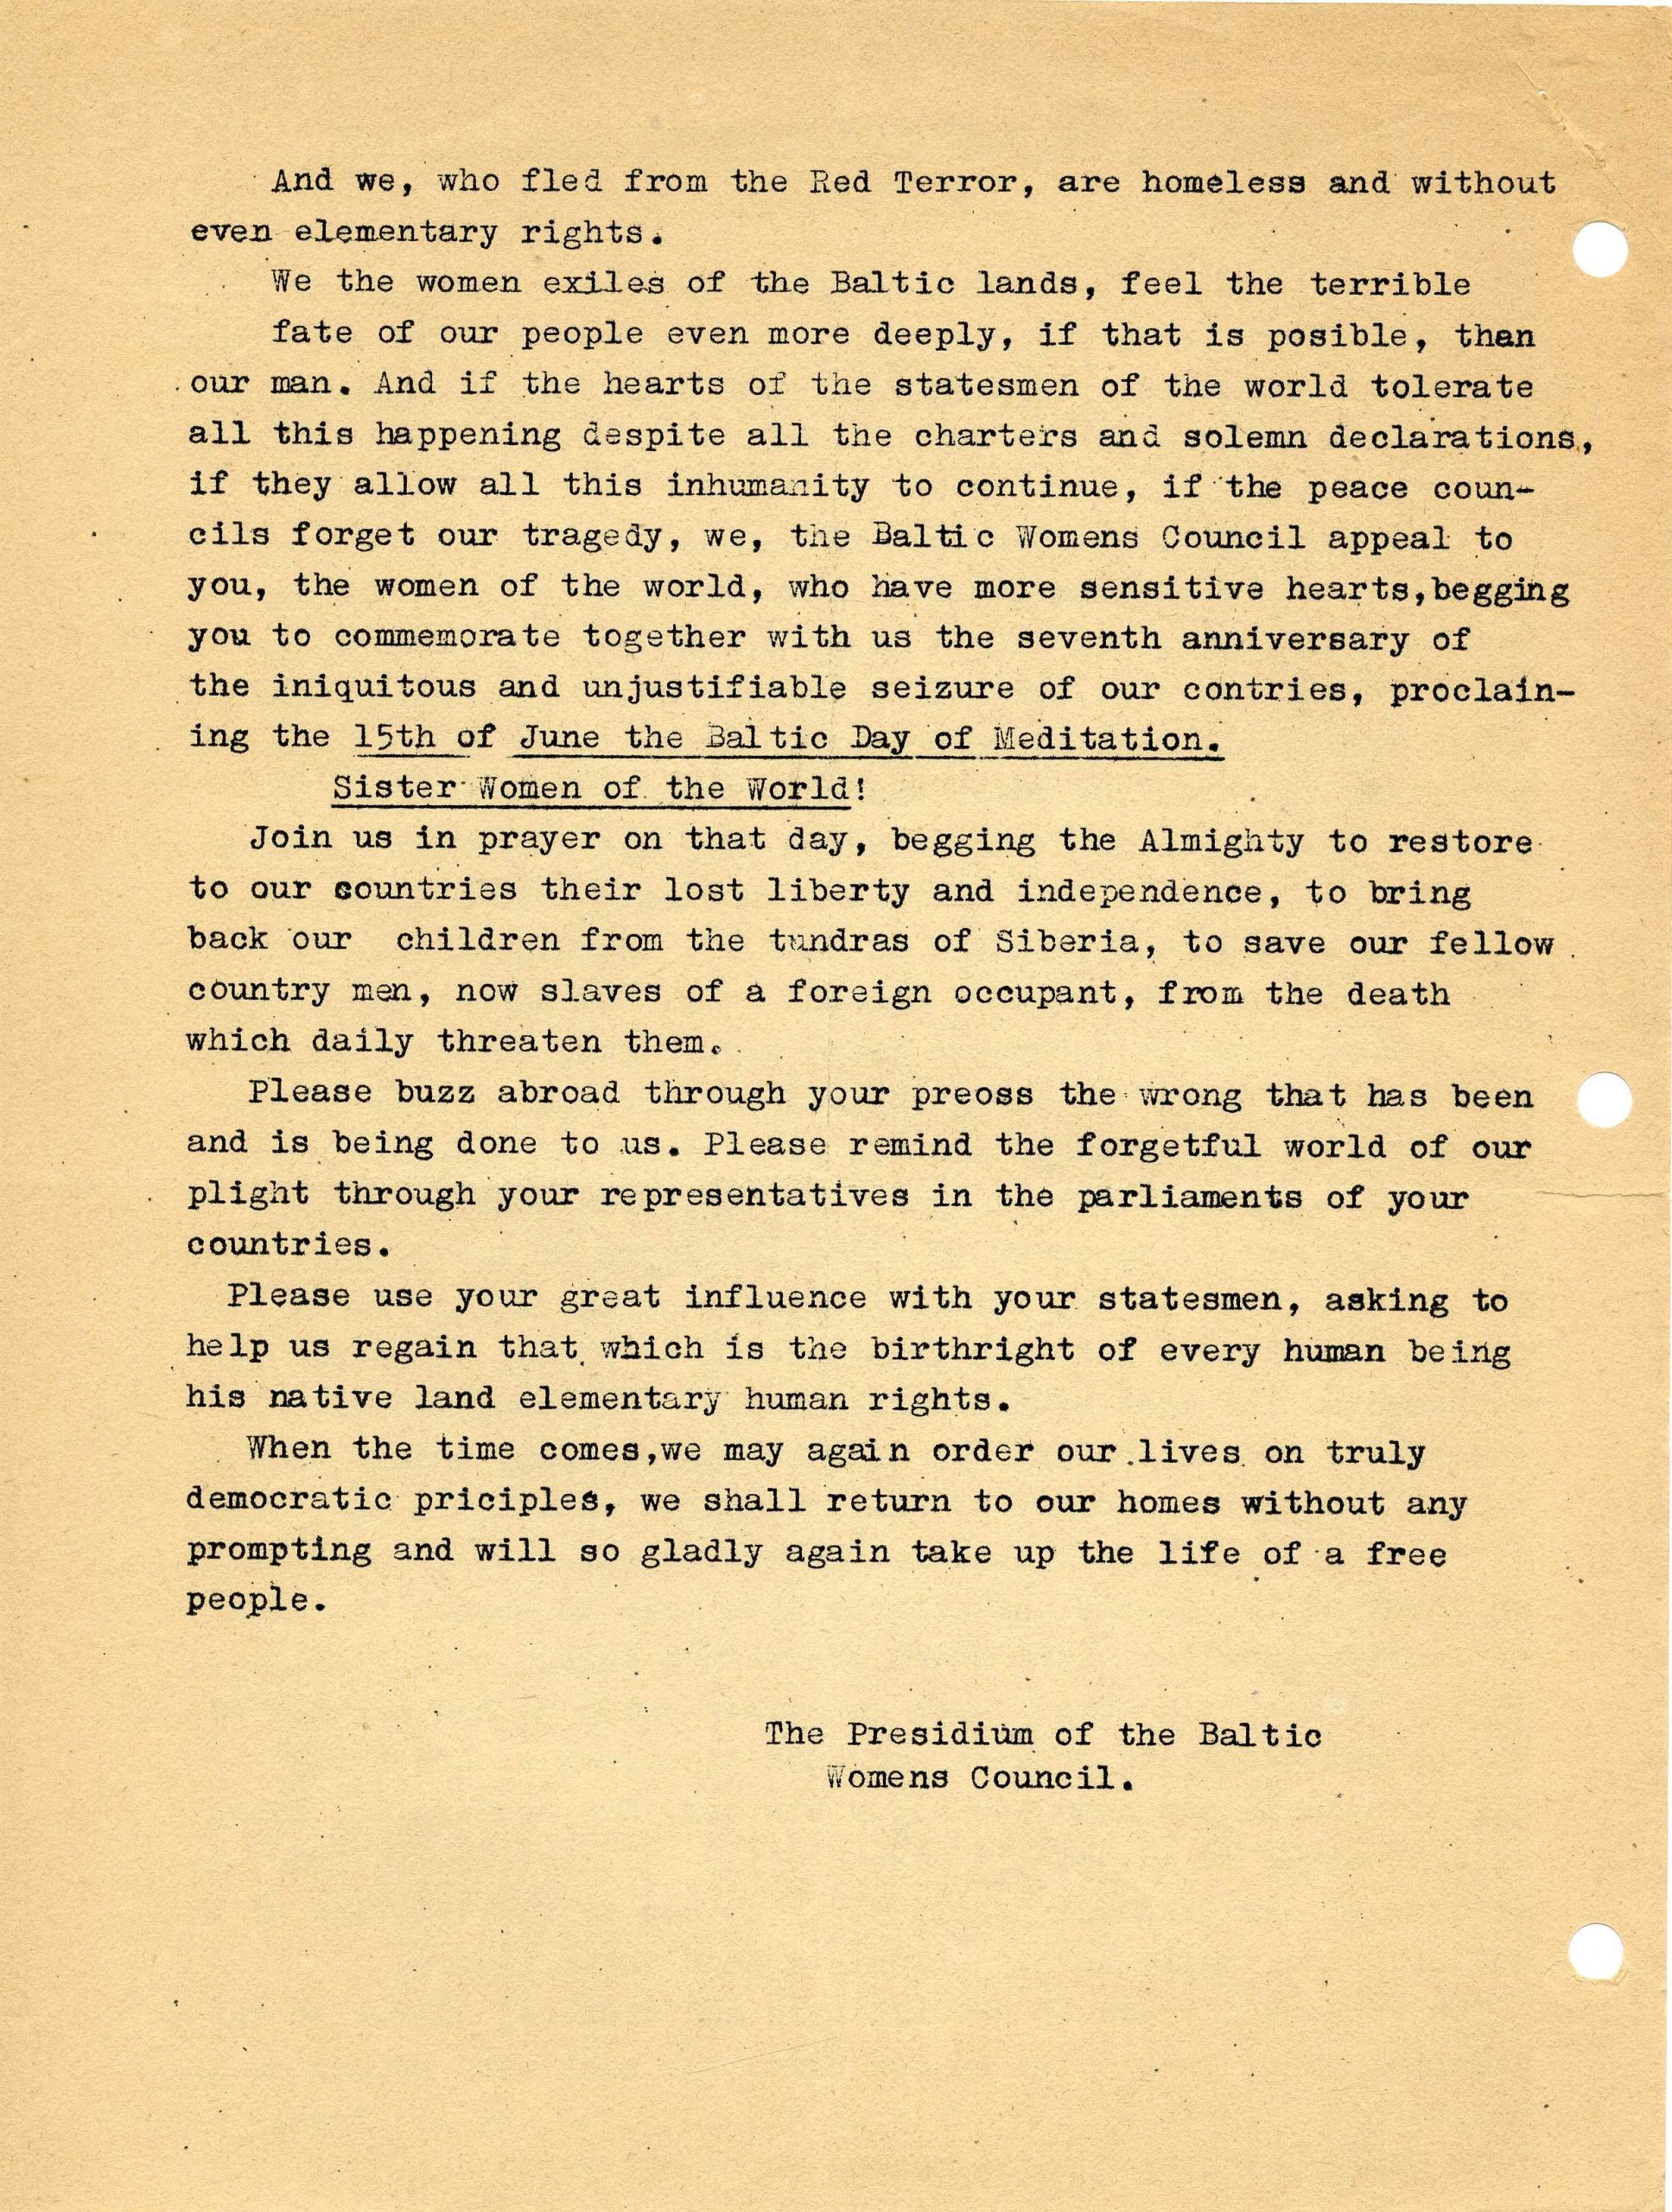 And we, who fled from the Red Terror, are homeless and without
even elementary rights.
We the women exiles of the Baltic lands, feel the terrible
fate of our people even more deeply, if that is posible, than
our man. And if the hearts of the statesmen of the world tolerate
all this happening despite all the charters and solemn declarations,
if they allow all this inhumanity to continue, if the peace coun-
cils forget our tragedy, we, the Baltic Womens Council appeal to
you, the women of the world, who have more sensitive hearts,begging
you to commemorate together with us the seventh anniversary of
the iniquitous and unjustifiable seizure of our contries, proclain-
ing the 15th of June the Baltic Day of Meditation.
Sister Women of the World!
Join us in prayer on that day, begging the Almighty to restore
to our countries their lost liberty and independence, to bring
back our children from the tundras of Siberia, to save our fellow
country men, now slaves of a foreign occupant, from the death
which daily threaten them.
Please buzz abroad through your preoss the wrong that has been
and is being done to us. Please remind the forgetful world of our
plight through your representatives in the parliaments of your
countries.
Please use your great influence with your statesmen, asking to
help us regain that which is the birthright of every human being
his native land elementary human rights.
When the time comes,we may again order our lives on truly
democratic priciples, we shall return to our homes without any
prompting and will so gladly again take up the life of a free
people.
The Presidium of the Baltic
Womens Council.